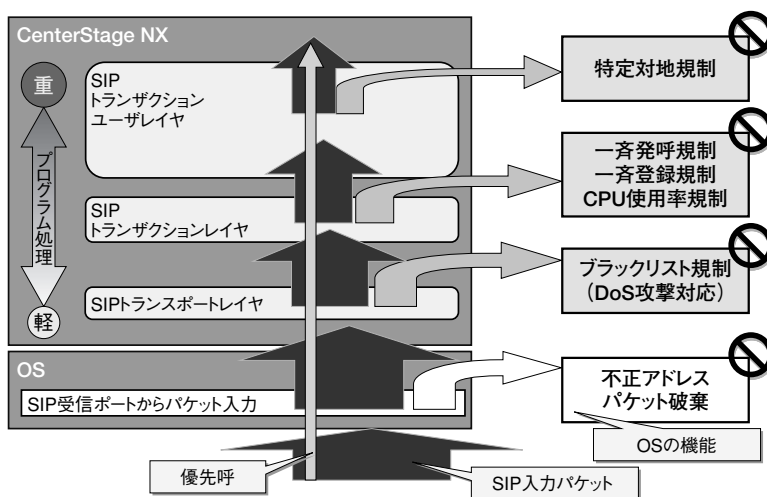 CenterStage NX
重
プログラム処理
軽
SIP
トランザクション
ユーザレイヤ
特定対地規制
SIP
トランザクションレイヤ
一斉発呼規制
一斉登録規制
CPU使用率規制
SIPトランスポートレイヤ
ブラックリスト規制
(DoS攻撃対応)
OS
SIP受信ポートからパケット入力
不正アドレス
パケット破棄
OSの機能
優先呼
SIP入力パケット